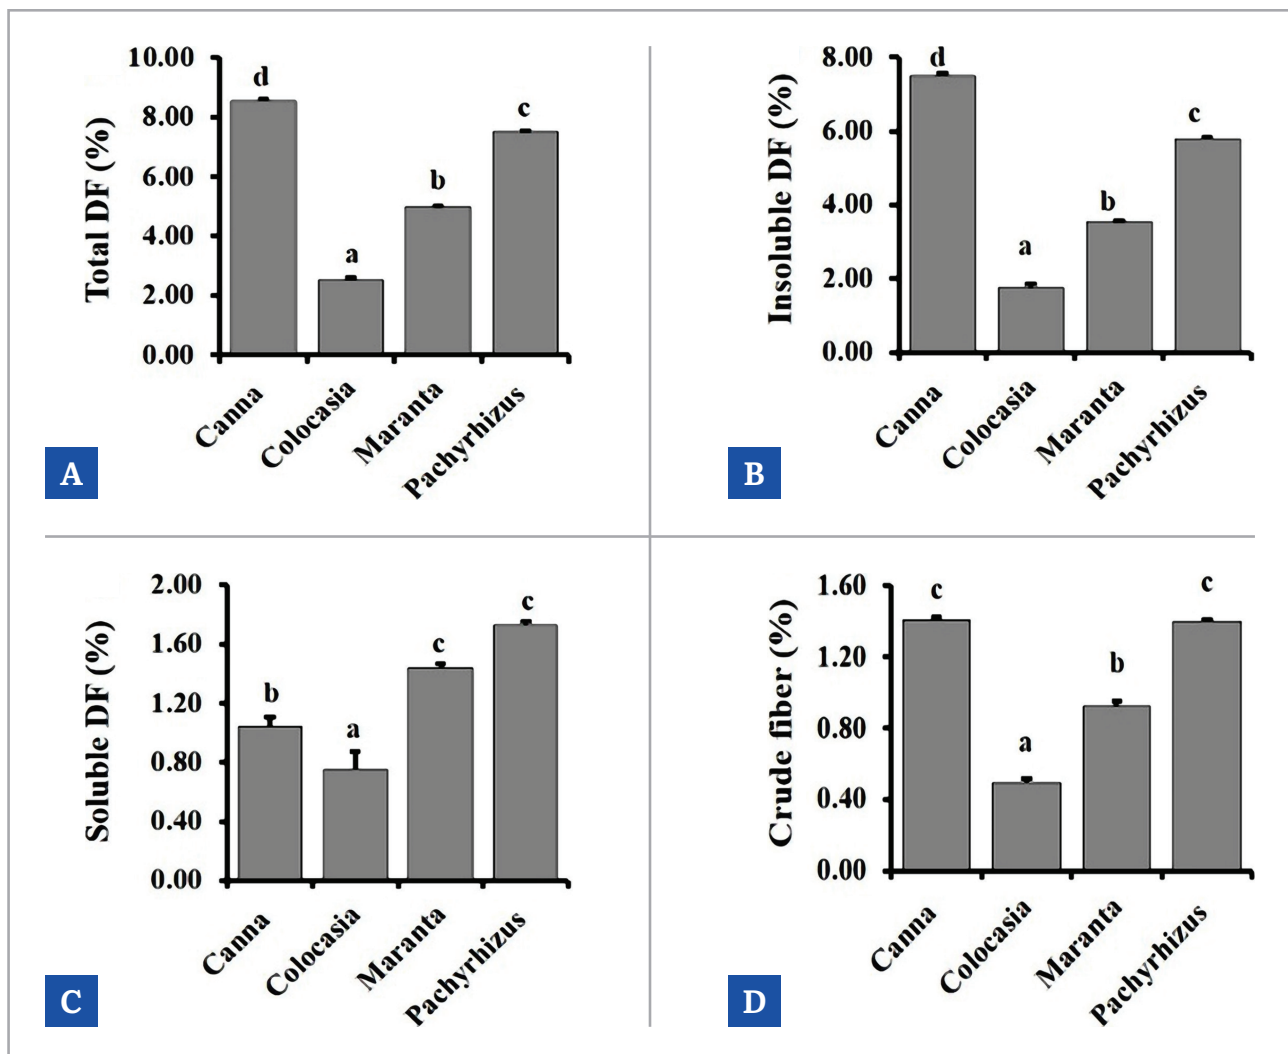 Total DF (%)
10.00
8.00
6.00
4.00
2.00
0.00
d
a
b
c
Canna
Colocasia
Maranta
Pachyrhizus
A
Insoluble DF (%)
8.00
6.00
4.00
2.00
0.00
d
a
b
c
Canna
Colocasia
Maranta
Pachyrhizus
B
Soluble DF (%)
2.00
1.60
1.20
0.80
0.40
0.00
b
a
c
c
Canna
Colocasia
Maranta
Pachyrhizus
C
Crude fiber (%)
1.60
1.20
0.80
0.40
0.00
c
a
b
c
Canna
Colocasia
Maranta
Pachyrhizus
D